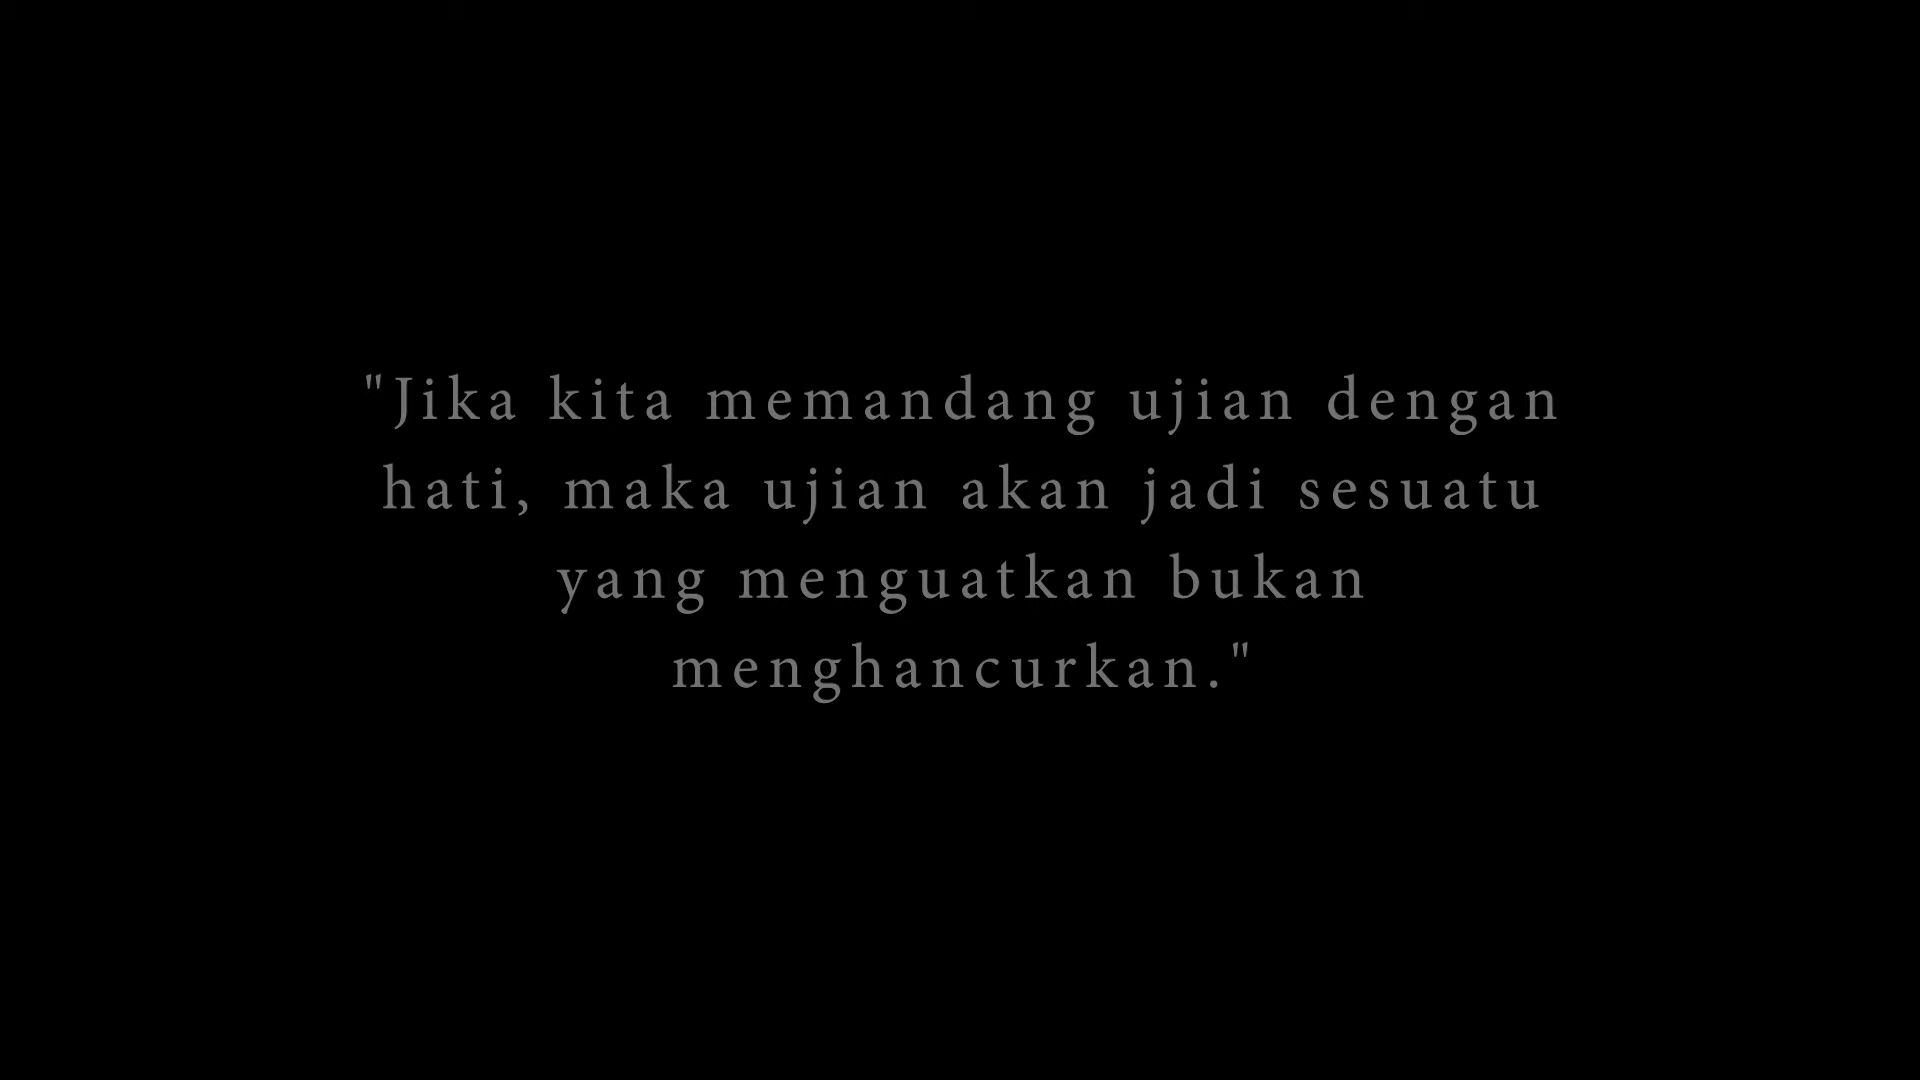 "Jika kita memandang ujian dengan
hati, maka ujian akan jadi sesuatu
yang menguatkan bukan
menghancurkan."